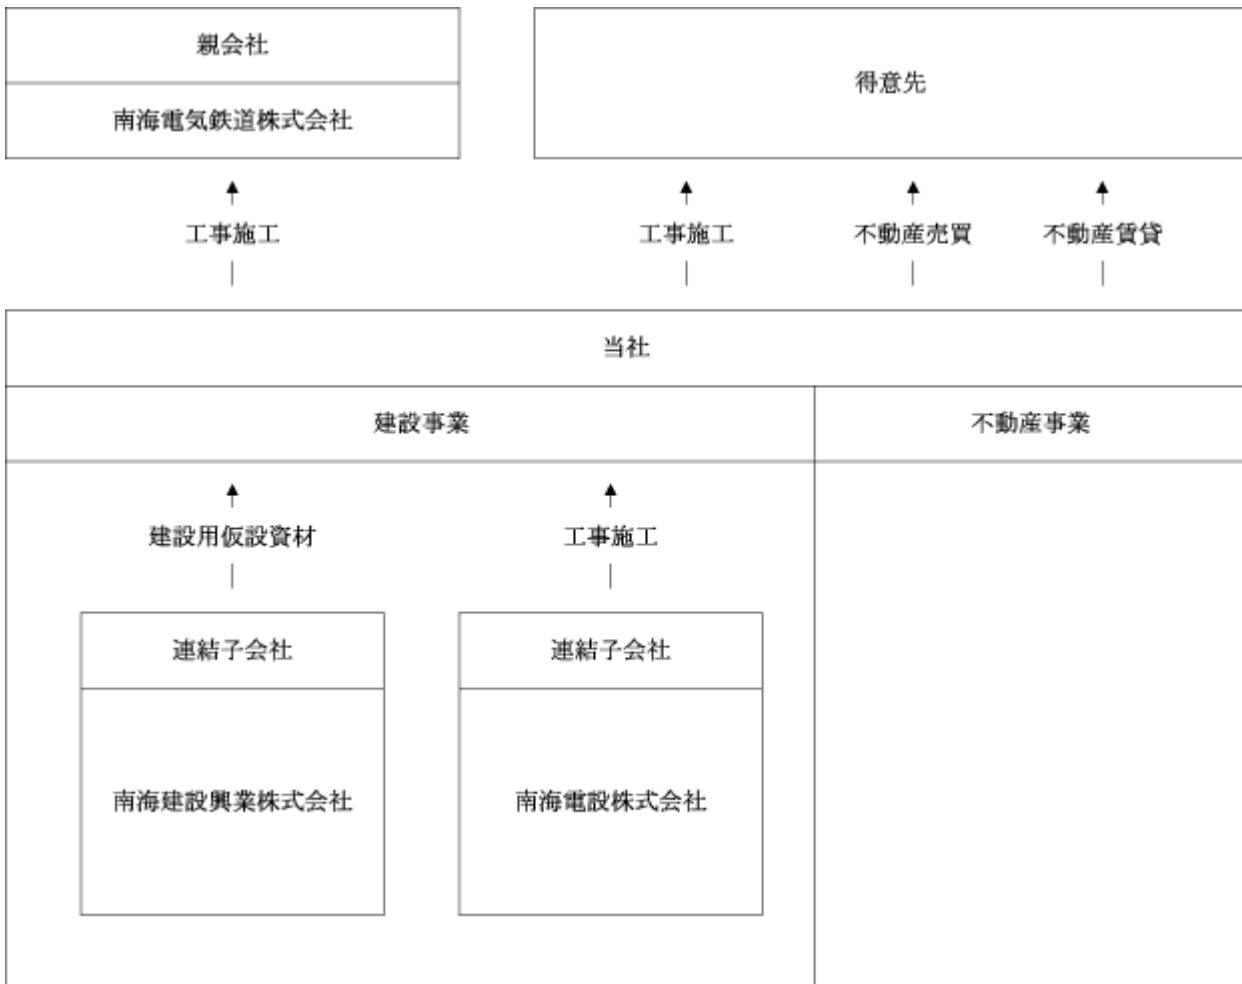 親会社
南海電気鉄道株式会社
得意先
工事施工
工事施工
不動産売買
不動産賃貸
当社
建設事業
不動産事業
建設用仮設資材
工事施工
連結子会社
連結子会社
南海建設興業株式会社
南海電設株式会社